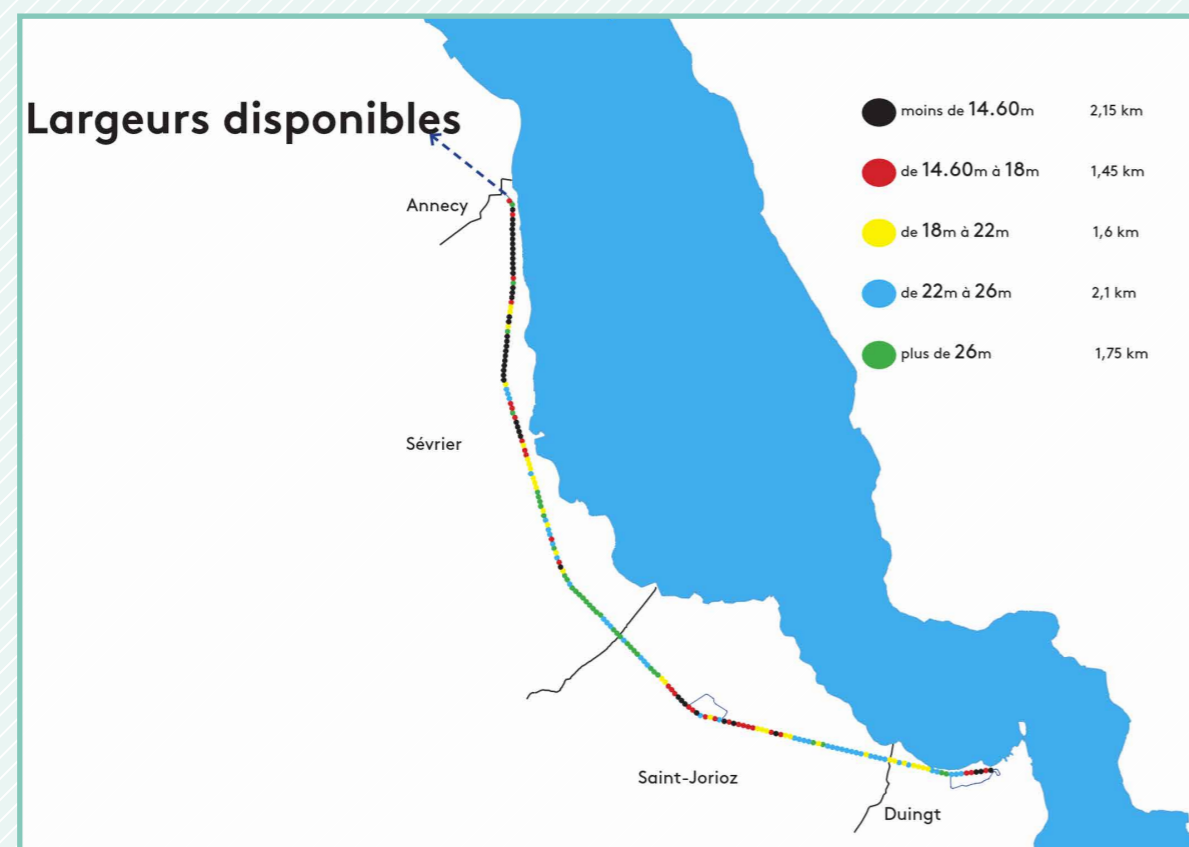 Largeurs disponibles
moins de 14.60m 2,15 km
de 14.60m à 18m 1,45 km
de 18m à 22m 1,6 km
de 22m à 26m 2,1 km
plus de 26m 1,75 km
Annecy
Sévrier
Saint-Jorioz
Duingt